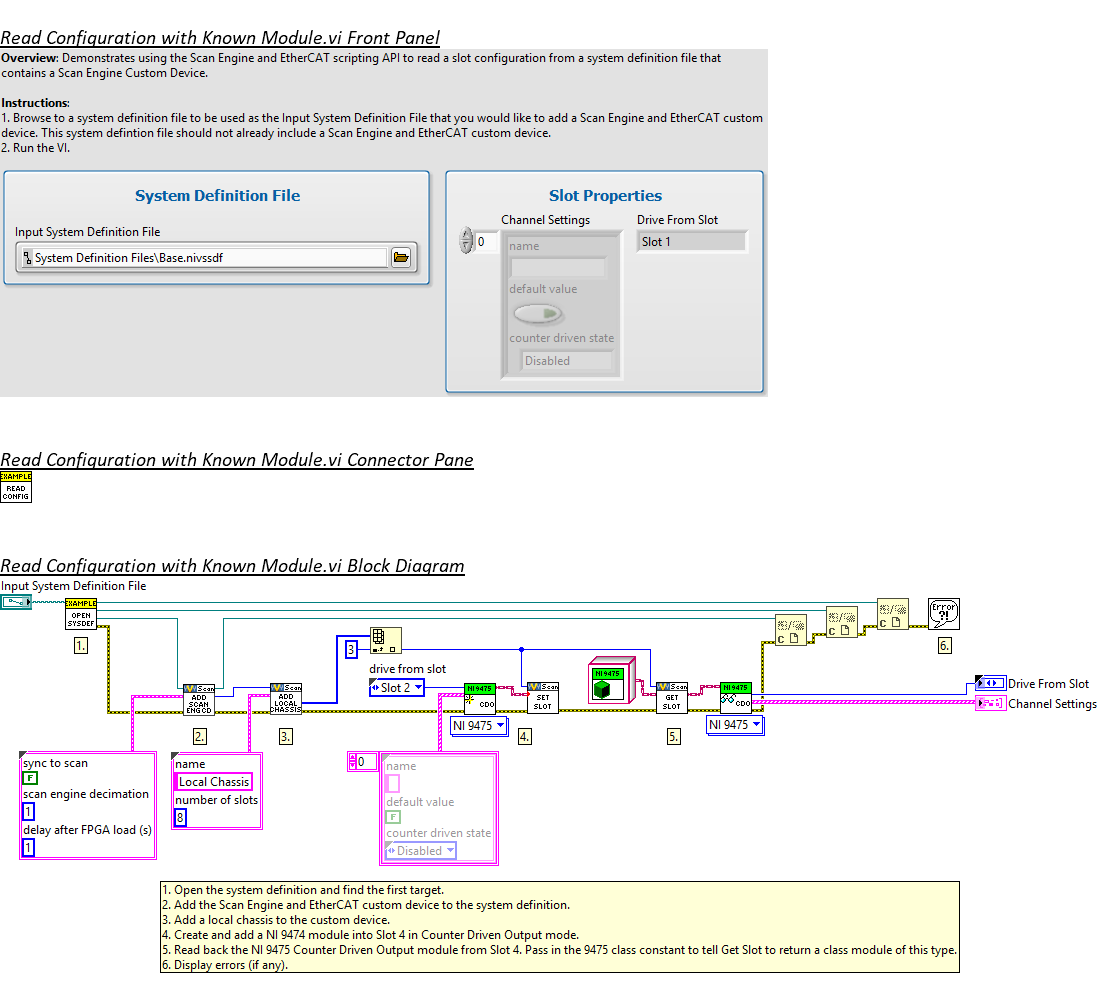 Read Configuration with Known Module.vi Front Panel
Overview: Demonstrates using the Scan Engine and EtherCAT scripting API to read a slot configuration from a system definition file that
contains a Scan Engine Custom Device.
Instructions:
1. Browse to a system definition file to be used as the Input System Definition File that you would like to add a Scan Engine and EtherCAT custom
device. This system defintion file should not already include a Scan Engine and EtherCAT custom device.
2. Run the VI.
System Definition File
Input System Definition File
System Definition Files\Base.nivssdf
Slot Properties
Channel Settings
Drive From Slot
0
name
Slot 1
default value
counter driven state
Disabled
Read Configuration with Known Module.vi Connector Pane
EXAMPLE
READ
CONFIG
Read Configuration with Known Module.vi Block Diagram
Input System Definition File
EXAMPLE
OPEN
SYSDEF
1.
Scan
ADD
SCAN
ENGCD
2.
Scan
ADD
LOCAL
CHASSIS
3.
3
drive from slot
Slot 2
NI 9475
CDO
NI 9475
Scan
SET
SLOT
4.
NI 9475
Scan
GET
SLOT
5.
NI 9475
CDO
NI 9475
C
C
C
Error
?!
6.
Drive From Slot
Channel Settings
sync to scan
F
scan engine decimation
1
delay after FPGA load (s)
1
name
Local Chassis
number of slots
8
0
name
default value
F
counter driven state
Disabled
1. Open the system definition and find the first target.
2. Add the Scan Engine and EtherCAT custom device to the system definition.
3. Add a local chassis to the custom device.
4. Create and add a NI 9474 module into Slot 4 in Counter Driven Output mode.
5. Read back the NI 9475 Counter Driven Output module from Slot 4. Pass in the 9475 class constant to tell Get Slot to return a class module of this type.
6. Display errors (if any).